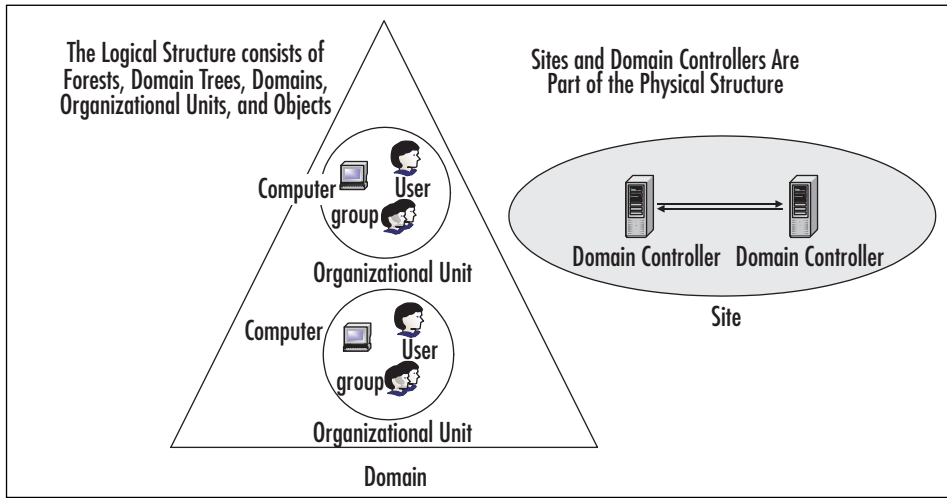 The Logical Structure consists of
Forests, Domain Trees, Domains,
Organizational Units, and Objects
Computer
User
group
Organizational Unit
Computer
User
group
Organizational Unit
Domain
Sites and Domain Controllers Are
Part of the Physical Structure
Domain Controller
Domain Controller
Site